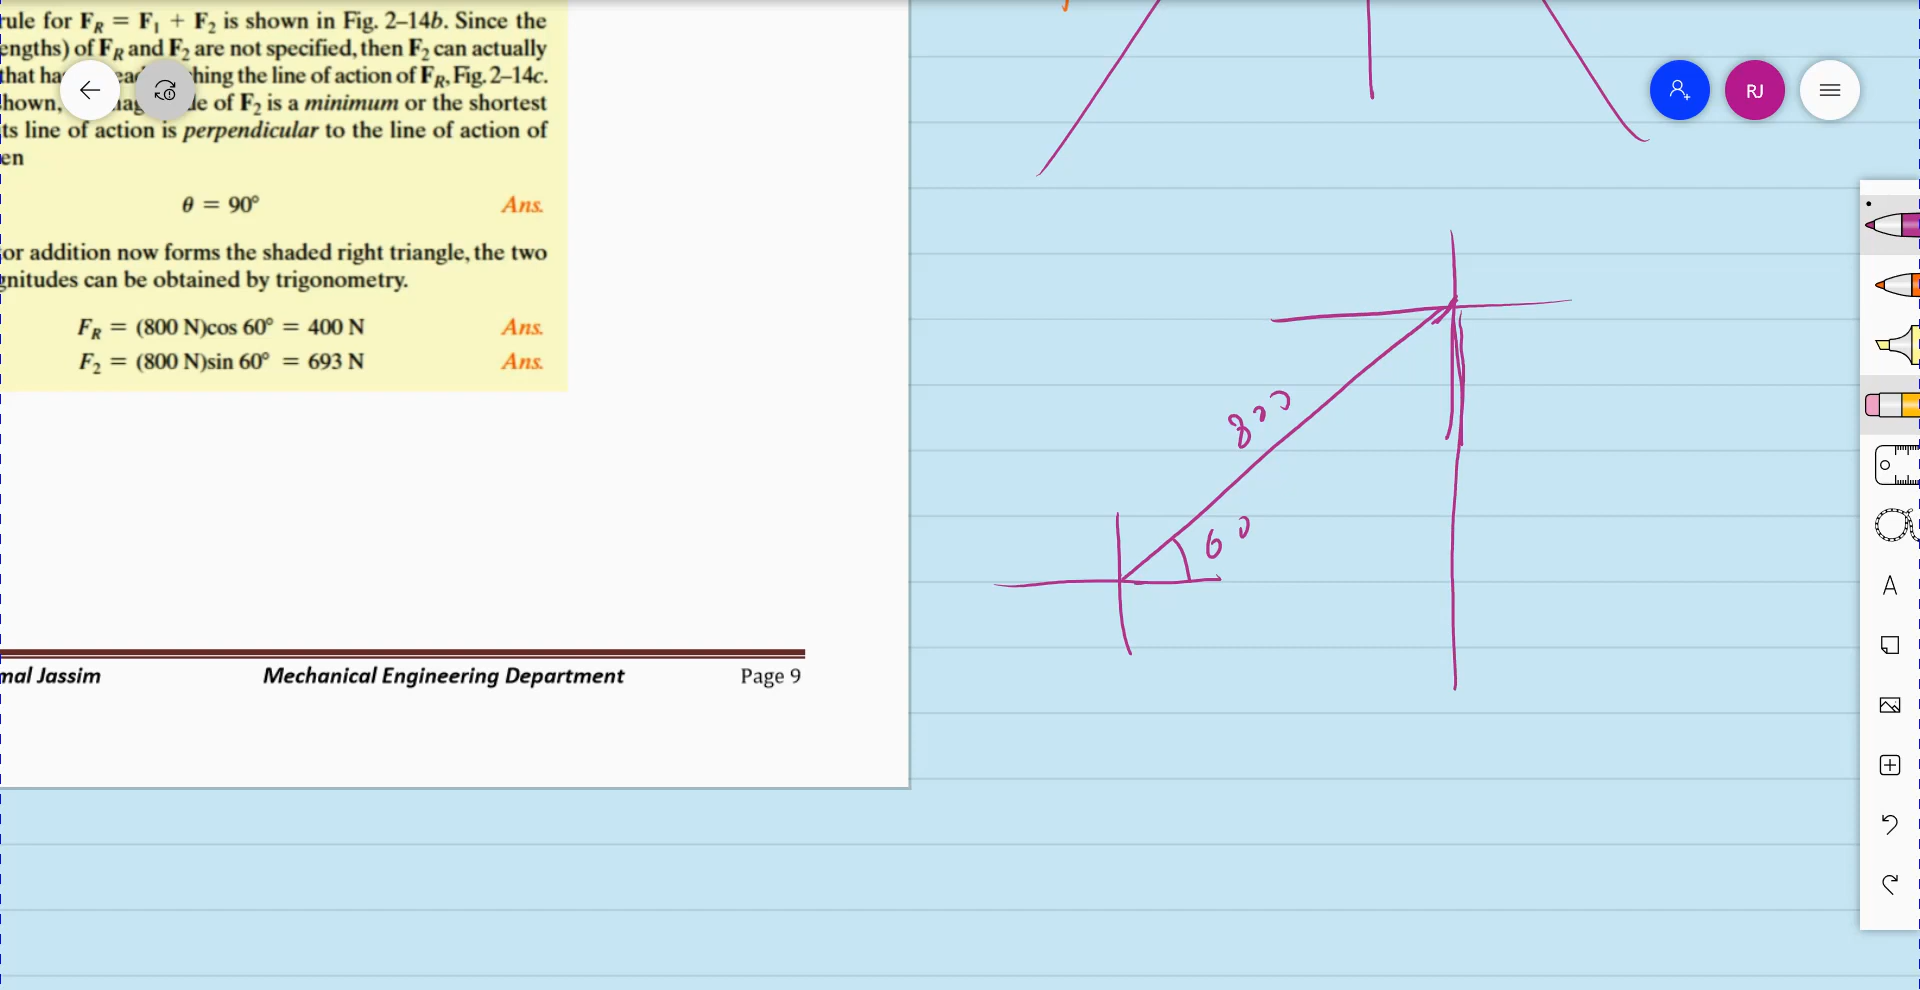 rule for F_R = F_1 + F_2 is shown in Fig. 2–14b. Since the
engths) of F_R and F_2 are not specified, then F_2 can actually
that ha hing the line of action of F_R, Fig. 2–14c.
hown, of F_2 is a minimum or the shortest
ts line of action is perpendicular to the line of action of
en
θ = 90° Ans.
or addition now forms the shaded right triangle, the two
gnitudes can be obtained by trigonometry.
F_R = (800 N)cos 60° = 400 N Ans.
F_2 = (800 N)sin 60° = 693 N Ans.
mal Jassim Mechanical Engineering Department Page 9
RJ
800
60
A